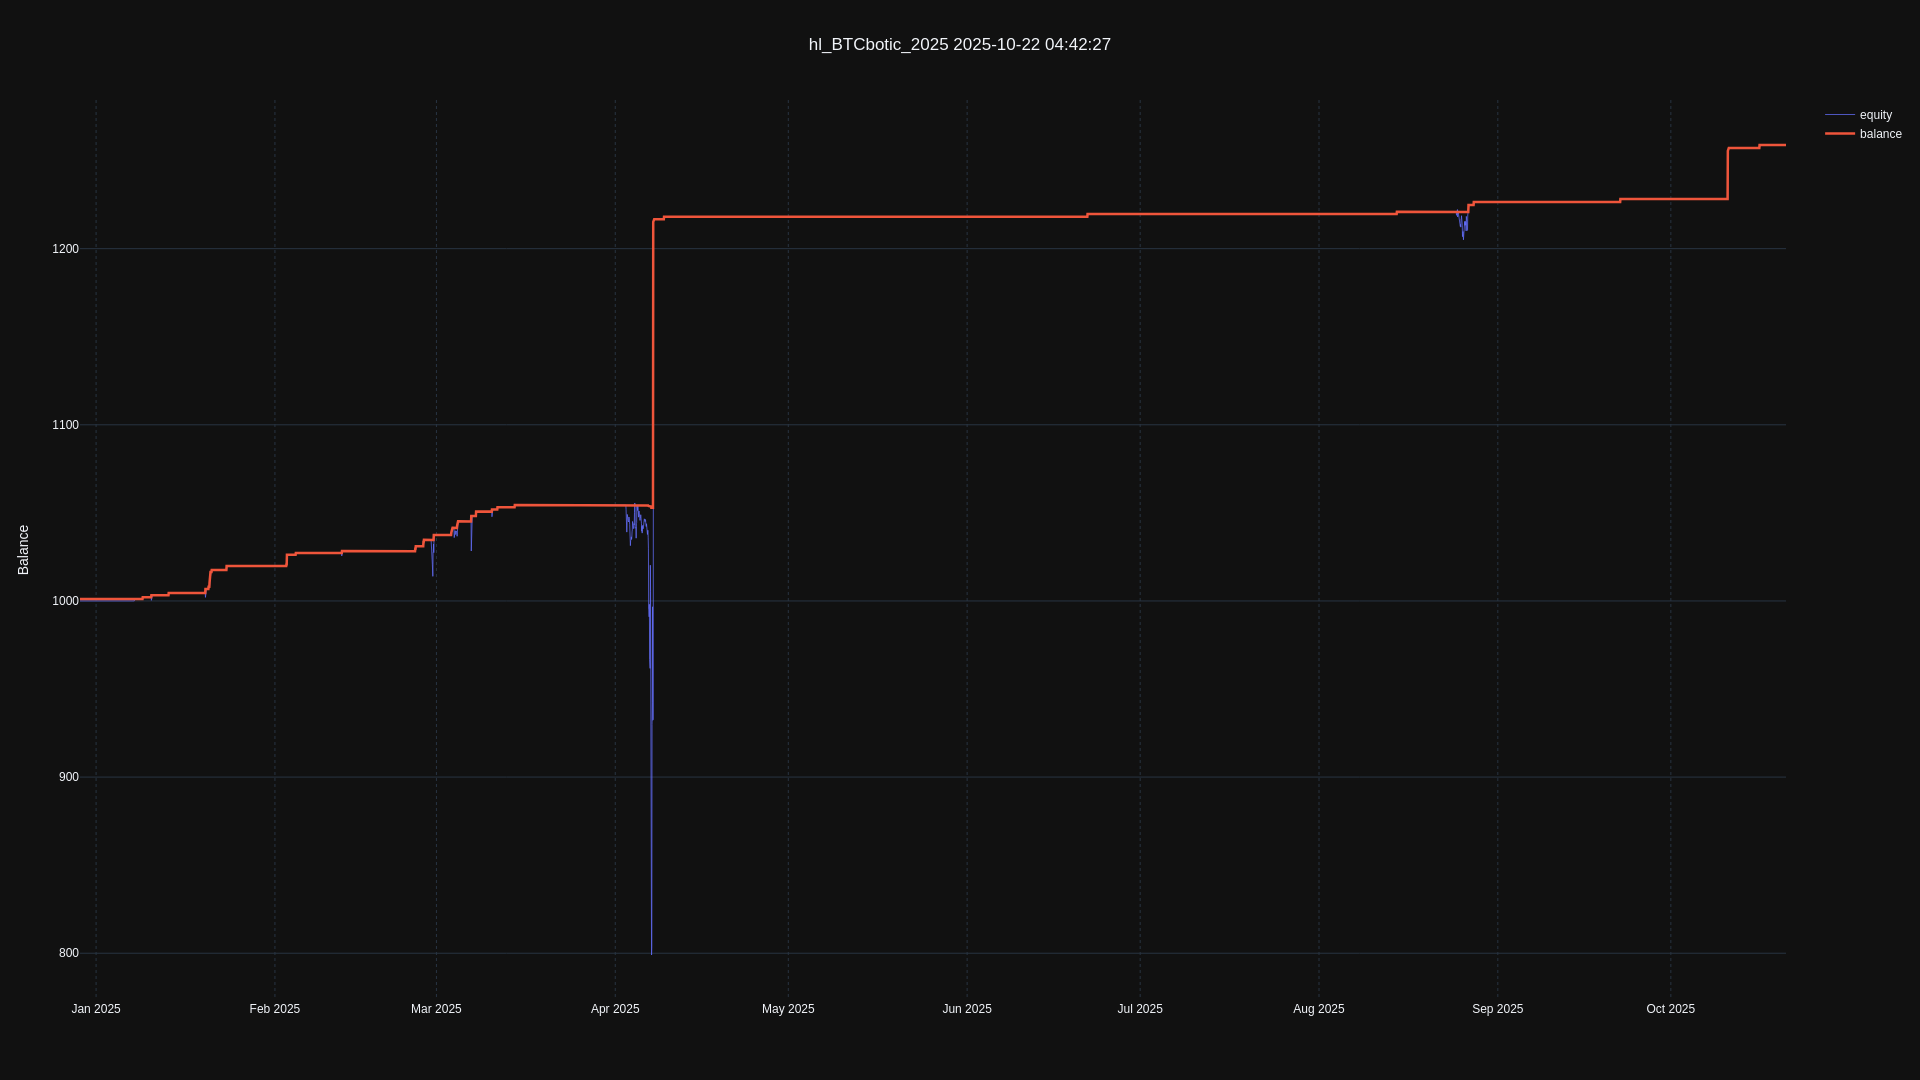 hl_BTCbotic_2025 2025-10-22 04:42:27
equity
balance
Balance
1200
1100
1000
900
800
Jan 2025
Feb 2025
Mar 2025
Apr 2025
May 2025
Jun 2025
Jul 2025
Aug 2025
Sep 2025
Oct 2025